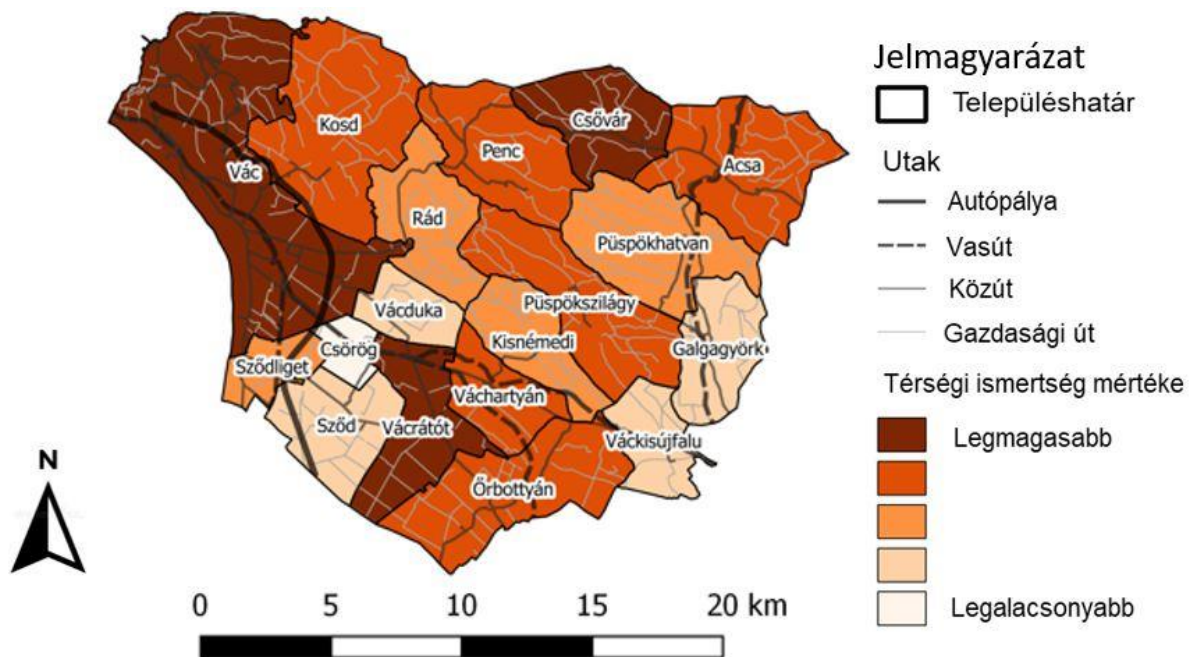 Kosd
Csővár
Penc
Acsa
Vác
Rád
Püspökhatvan
Vácduka
Püspökszilágy
Csörög
Kisnémedi
Galgagyörk
Sződliget
Váchartyán
Sződ
Vácrátót
Váckisújfalu
Őrbottyán
N
0 5 10 15 20 km
Jelmagyarázat
Településhatár
Utak
Autópálya
Vasút
Közút
Gazdasági út
Térségi ismertség mértéke
Legmagasabb
Legalacsonyabb